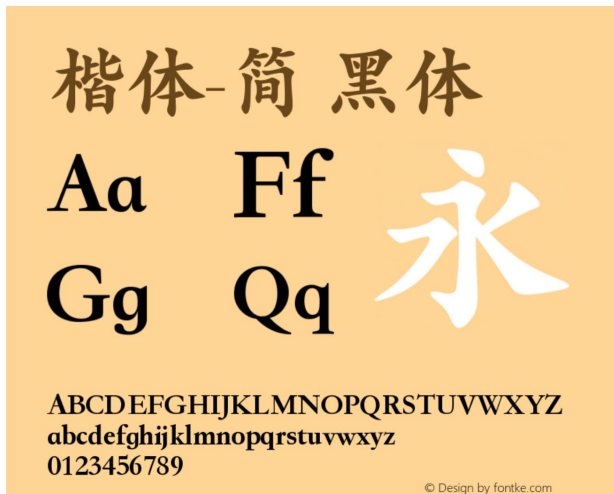 楷体-简 黑体
Aa Ff
永
Gg Qq
ABCDEFGHIJKLMNOPQRSTUVWXYZ
abcdefghijklmnopqrstuvwxyz
0123456789
© Design by fontke.com